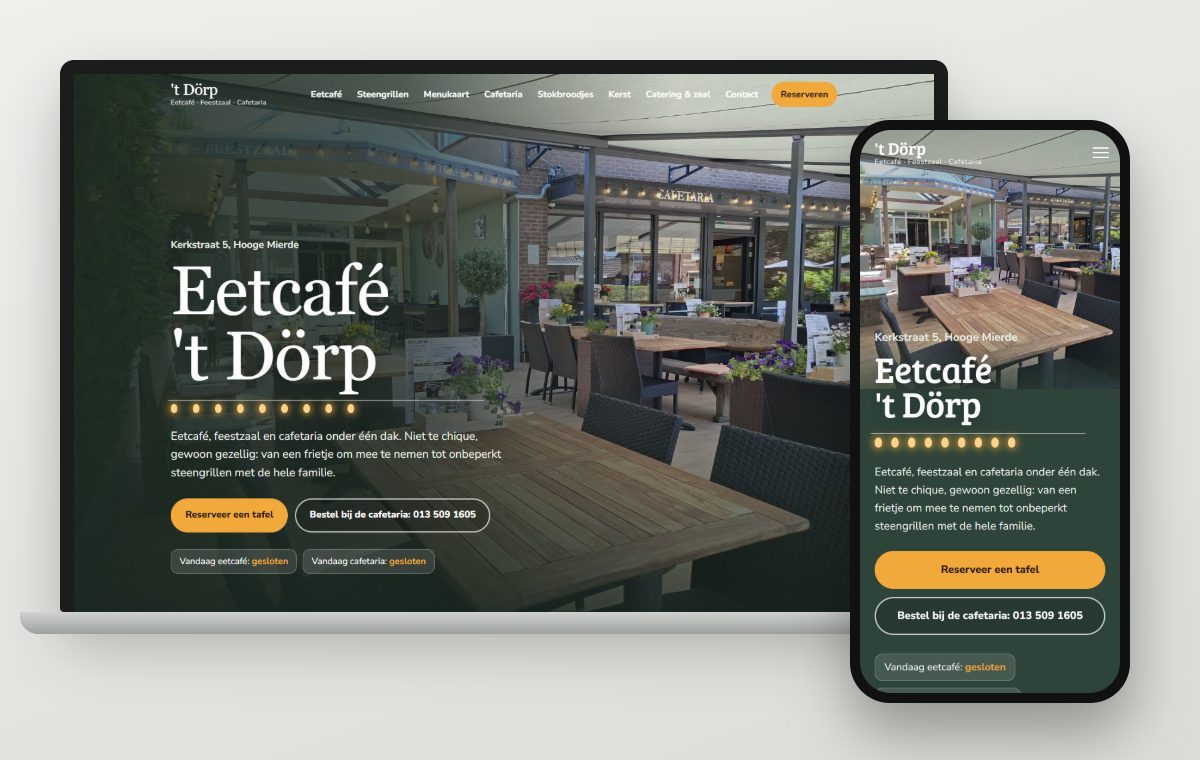 't Dörp
Eetcafé · Feestzaal · Cafetaria
Eetcafé Steengrillen Menukaart Cafetaria Stokbroodjes Kerst Catering & zaal Contact Reserveren
FEESTZAAL
CAFETARIA
Kerkstraat 5, Hooge Mierde
Eetcafé
't Dörp
46
Eetcafé, feestzaal en cafetaria onder één dak. Niet te chique,
gewoon gezellig: van een frietje om mee te nemen tot onbeperkt
steengrillen met de hele familie.
Reserveer een tafel
Bestel bij de cafetaria: 013 509 1605
Vandaag eetcafé: gesloten
Vandaag cafetaria: gesloten
't Dörp
Eetcafé · Feestzaal · Cafetaria
Kerkstraat 5, Hooge Mierde
Eetcafé
't Dörp
Eetcafé, feestzaal en cafetaria onder één dak.
Niet te chique, gewoon gezellig: van een
frietje om mee te nemen tot onbeperkt
steengrillen met de hele familie.
Reserveer een tafel
Bestel bij de cafetaria: 013 509 1605
Vandaag eetcafé: gesloten